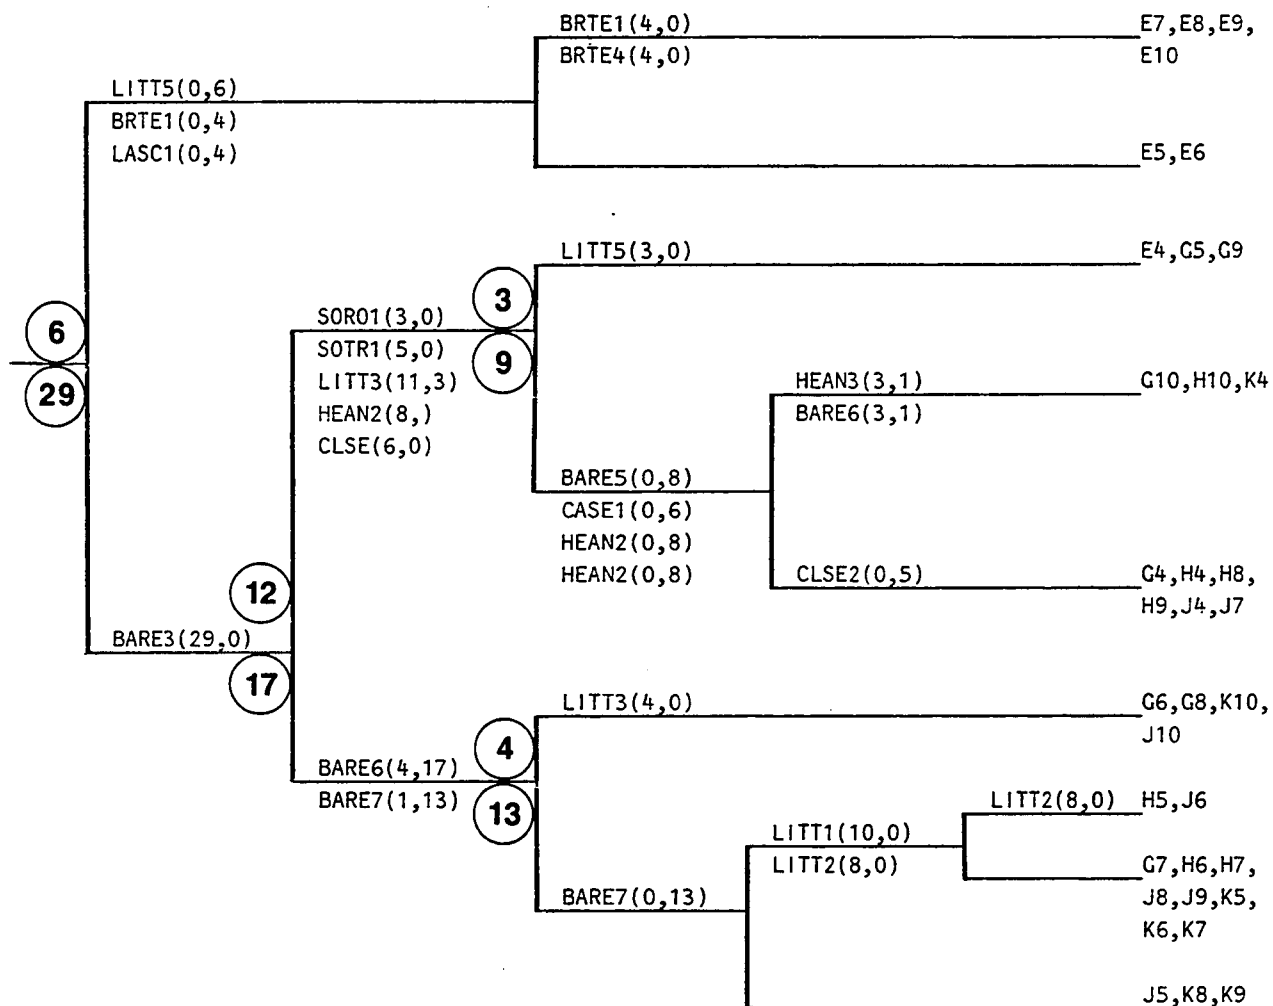 BRTE1(4,0) E7,E8,E9,
BRTE4(4,0) E10
LITT5(0,6)
BRTE1(0,4)
LASC1(0,4)
E5,E6
LITT5(3,0) E4,G5,G9
3
SORO1(3,0)
6
SOTR1(5,0) 9
LITT3(11,3) HEAN3(3,1) G10,H10,K4
29
HEAN2(8,) BARE6(3,1)
CLSE(6,0)
BARE5(0,8)
CASE1(0,6)
HEAN2(0,8)
HEAN2(0,8) CLSE2(0,5) G4,H4,H8,
12 H9,J4,J7
BARE3(29,0)
17
LITT3(4,0) G6,G8,K10,
J10
4
BARE6(4,17)
BARE7(1,13) 13 LITT2(8,0) H5,J6
LITT1(10,0)
LITT2(8,0) G7,H6,H7,
BARE7(0,13) J8,J9,K5,
K6,K7
J5,K8,K9